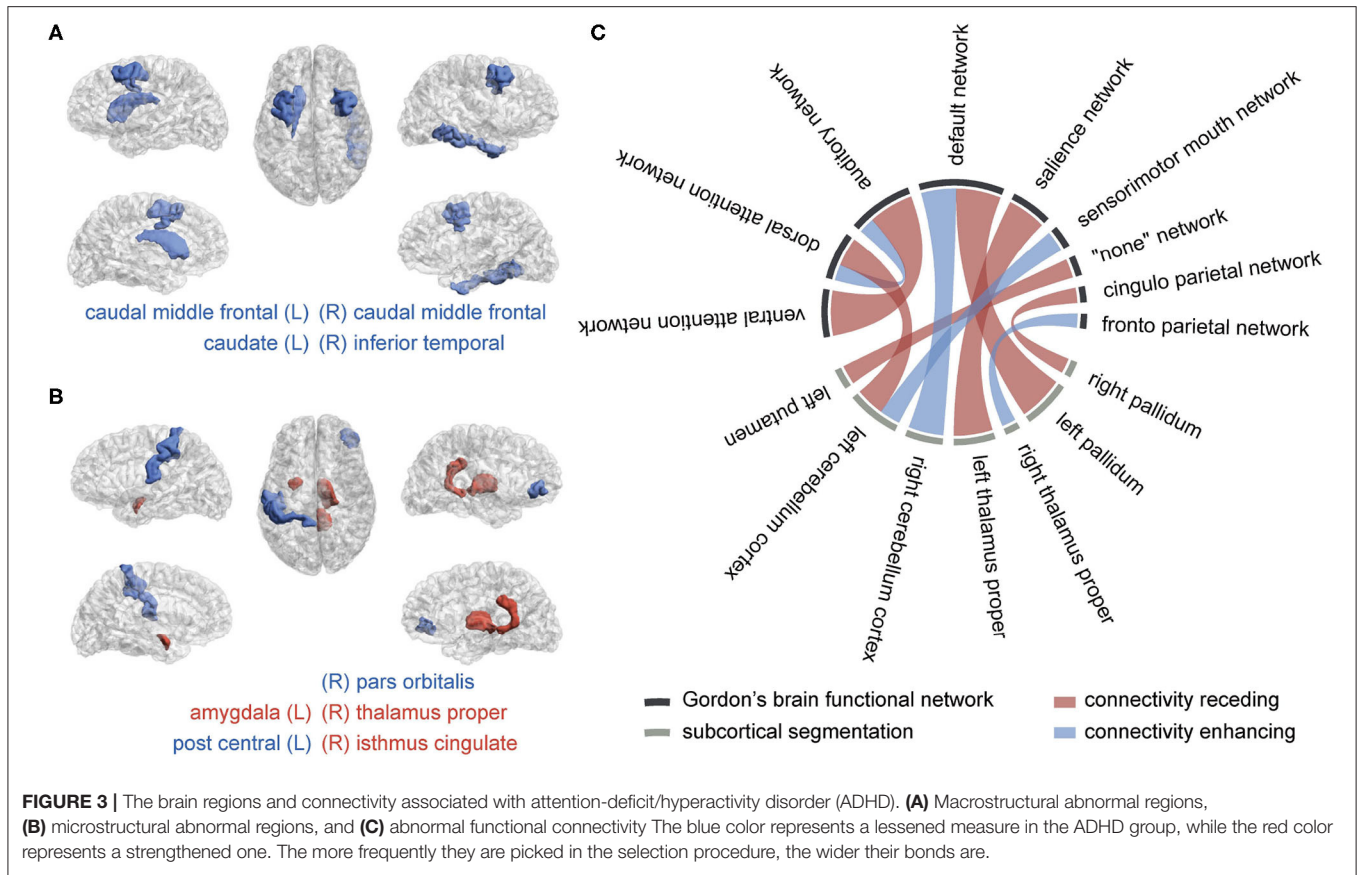 A
caudal middle frontal (L) (R) caudal middle frontal
caudate (L) (R) inferior temporal
B
(R) pars orbitalis
amygdala (L) (R) thalamus proper
post central (L) (R) isthmus cingulate
C
ventral attention network
dorsal attention network
auditory network
default network
salience network
sensorimotor mouth network
"none" network
cingulo parietal network
fronto parietal network
right pallidum
left pallidum
right thalamus proper
left thalamus proper
right cerebellum cortex
left cerebellum cortex
left putamen
Gordon's brain functional network
subcortical segmentation
connectivity receding
connectivity enhancing
FIGURE 3 | The brain regions and connectivity associated with attention-deficit/hyperactivity disorder (ADHD). (A) Macrostructural abnormal regions,
(B) microstructural abnormal regions, and (C) abnormal functional connectivity The blue color represents a lessened measure in the ADHD group, while the red color
represents a strengthened one. The more frequently they are picked in the selection procedure, the wider their bonds are.